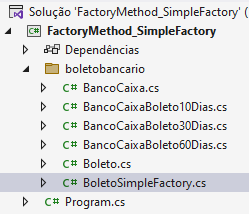 Solução 'FactoryMethod_SimpleFactory' (
FactoryMethod_SimpleFactory
Dependências
boletobancario
C# BancoCaixa.cs
C# BancoCaixaBoleto10Dias.cs
C# BancoCaixaBoleto30Dias.cs
C# BancoCaixaBoleto60Dias.cs
C# Boleto.cs
C# BoletoSimpleFactory.cs
C# Program.cs